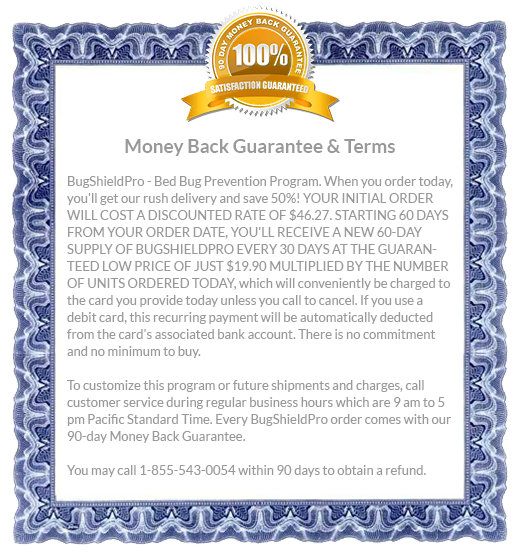 90 DAY MONEY BACK GUARANTEE
100%
SATISFACTION GUARANTEED
Money Back Guarantee & Terms
BugShieldPro - Bed Bug Prevention Program. When you order today,
you'll get our rush delivery and save 50%! YOUR INITIAL ORDER
WILL COST A DISCOUNTED RATE OF $46.27. STARTING 60 DAYS
FROM YOUR ORDER DATE, YOU'LL RECEIVE A NEW 60-DAY
SUPPLY OF BUGSHIELDPRO EVERY 30 DAYS AT THE GUARAN-
TEED LOW PRICE OF JUST $19.90 MULTIPLIED BY THE NUMBER
OF UNITS ORDERED TODAY, which will conveniently be charged to
the card you provide today unless you call to cancel. If you use a
debit card, this recurring payment will be automatically deducted
from the card's associated bank account. There is no commitment
and no minimum to buy.
To customize this program or future shipments and charges, call
customer service during regular business hours which are 9 am to 5
pm Pacific Standard Time. Every BugShieldPro order comes with our
90-day Money Back Guarantee.
You may call 1-855-543-0054 within 90 days to obtain a refund.